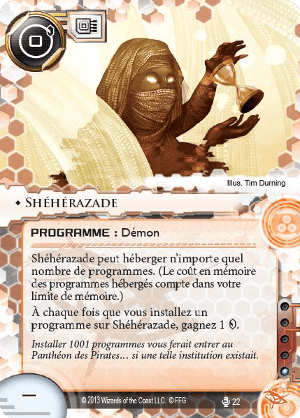 0
Illus. Tim Durning
• Shéhérazade
PROGRAMME : Démon
Shéhérazade peut héberger n'importe quel
nombre de programmes. (Le coût en mémoire
des programmes hébergés compte dans votre
limite de mémoire.)
À chaque fois que vous installez un
programme sur Shéhérazade, gagnez 1
Installer 1001 programmes vous ferait entrer au
Panthéon des Pirates... si une telle institution existait.
–
© 2013 Wizards of the Coast LLC. © FFG
22